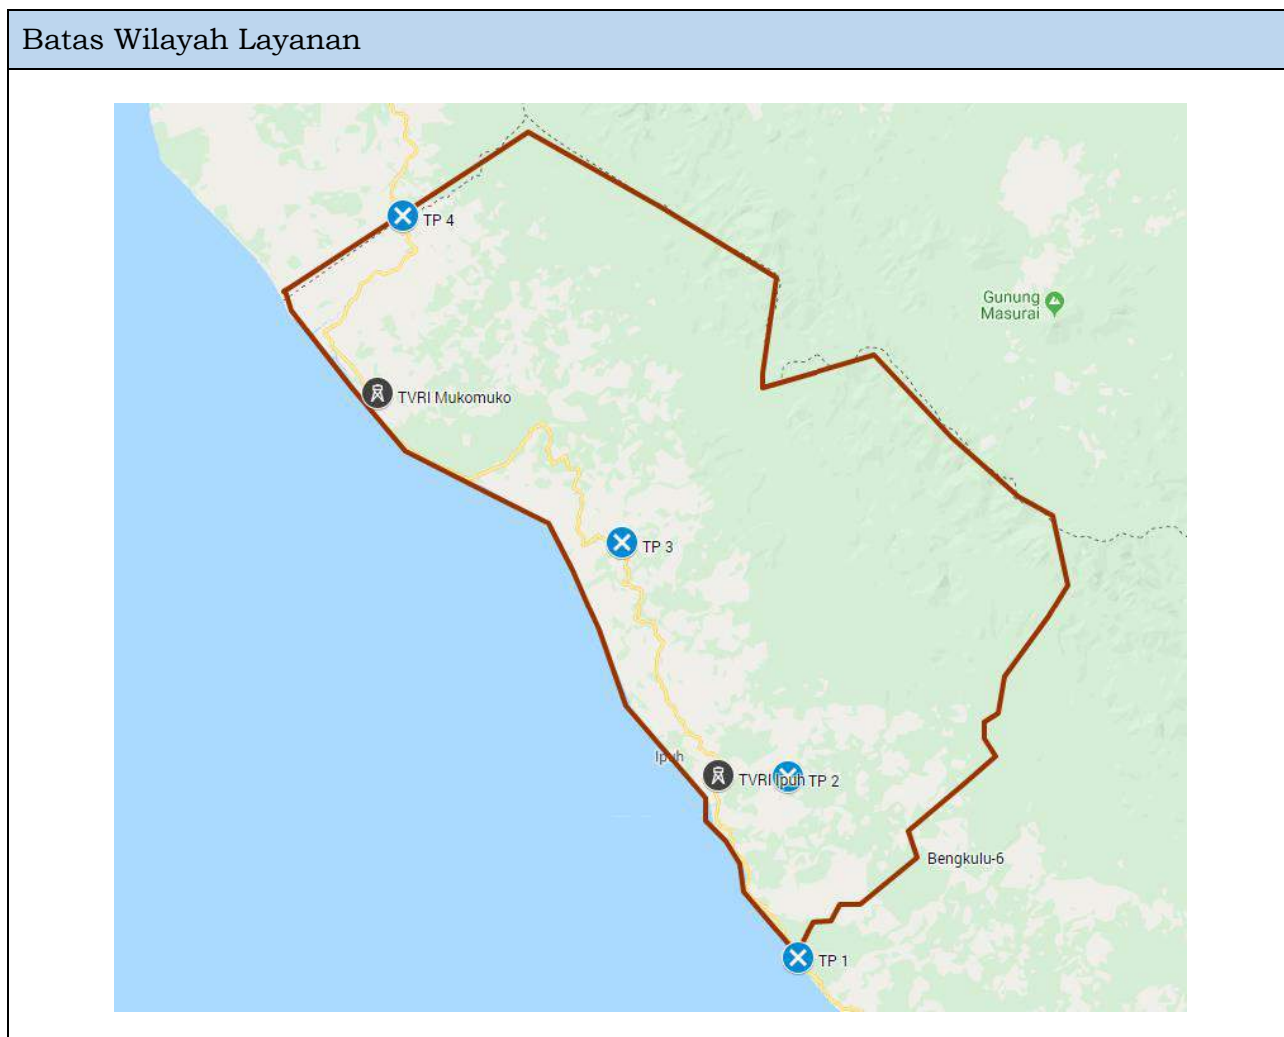 Batas Wilayah Layanan
TP 4
Gunung
Masurai
TVRI Mukomuko
TP 3
Ipuh
TVRI Ipuh
TP 2
Bengkulu-6
TP 1